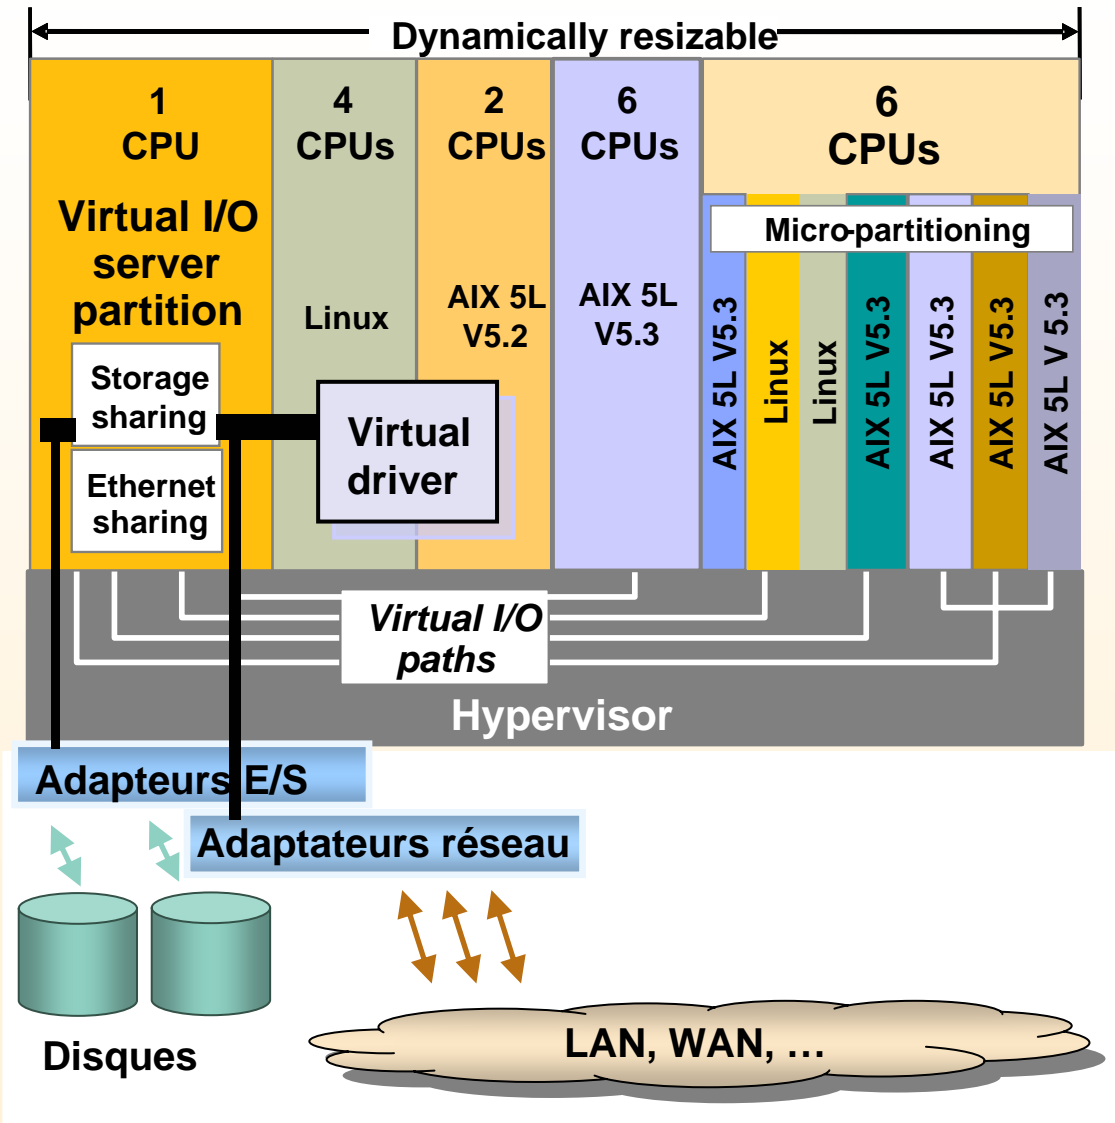 Dynamically resizable
1
CPU
4
CPUs
2
CPUs
6
CPUs
6
CPUs
Virtual I/O
server
partition
Linux
AIX 5L
V5.2
AIX 5L
V5.3
Micro-partitioning
AIX 5L V5.3
Linux
Linux
AIX 5L V5.3
AIX 5L V5.3
AIX 5L V5.3
AIX 5L V 5.3
Storage
sharing
Ethernet
sharing
Virtual
driver
Virtual I/O
paths
Hypervisor
Adapteurs E/S
Adaptateurs réseau
Disques
LAN, WAN, …